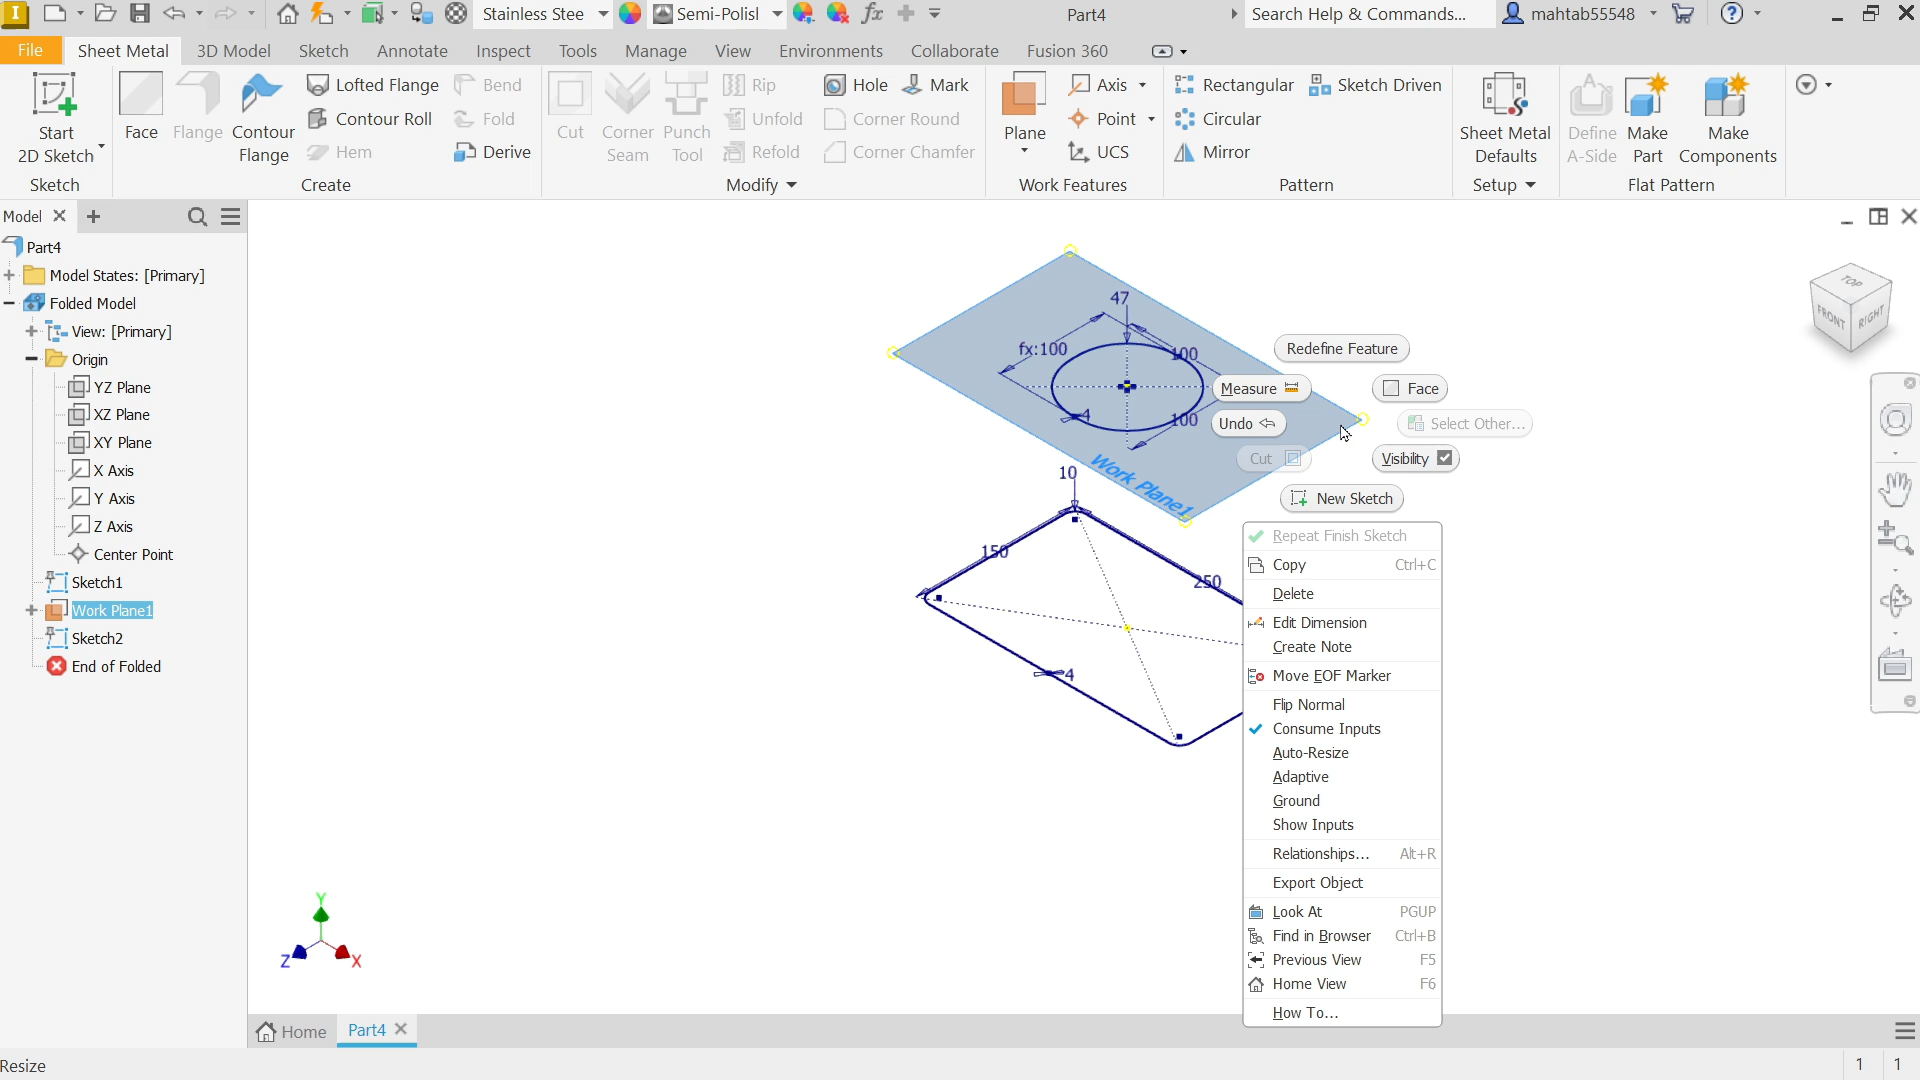 I Stainless Stee Semi-Polisl fx Part4 Search Help & Commands... mahtab55548
File Sheet Metal 3D Model Sketch Annotate Inspect Tools Manage View Environments Collaborate Fusion 360
Start 2D Sketch
Sketch
Face Flange Contour Flange
Lofted Flange Bend
Contour Roll Fold
Hem Derive
Create
Cut Corner Seam Punch Tool
Rip
Unfold
Refold
Hole Mark
Corner Round
Corner Chamfer
Modify
Plane
Axis
Point
UCS
Work Features
Rectangular Sketch Driven
Circular
Mirror
Pattern
Sheet Metal Defaults
Setup
Define A-Side Make Part Make Components
Flat Pattern
Model
Part4
Model States: [Primary]
Folded Model
View: [Primary]
Origin
YZ Plane
XZ Plane
XY Plane
X Axis
Y Axis
Z Axis
Center Point
Sketch1
Work Plane1
Sketch2
End of Folded
47
fx:100
100
4
100
Work Plane1
10
150
250
4
Redefine Feature
Measure
Face
Undo
Select Other...
Cut
Visibility
New Sketch
Repeat Finish Sketch
Copy Ctrl+C
Delete
Edit Dimension
Create Note
Move EOF Marker
Flip Normal
Consume Inputs
Auto-Resize
Adaptive
Ground
Show Inputs
Relationships... Alt+R
Export Object
Look At PGUP
Find in Browser Ctrl+B
Previous View F5
Home View F6
How To...
TOP
FRONT RIGHT
Y
Z X
Home Part4
Resize 1 1